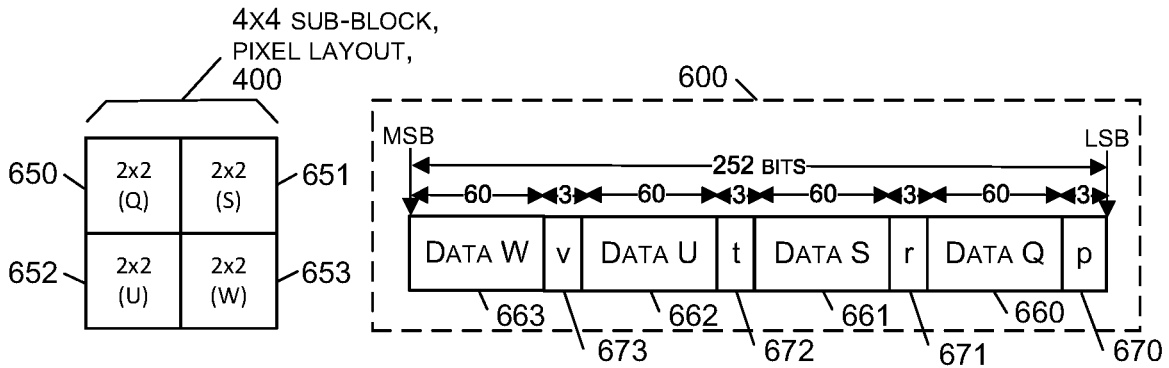 4X4 SUB-BLOCK,
PIXEL LAYOUT,
400
600
MSB
LSB
252 BITS
60 3 60 3 60 3 60 3
650 2x2 (Q) 2x2 (S) 651
652 2x2 (U) 2x2 (W) 653
DATA W v DATA U t DATA S r DATA Q p
663 662 661 660
673 672 671 670